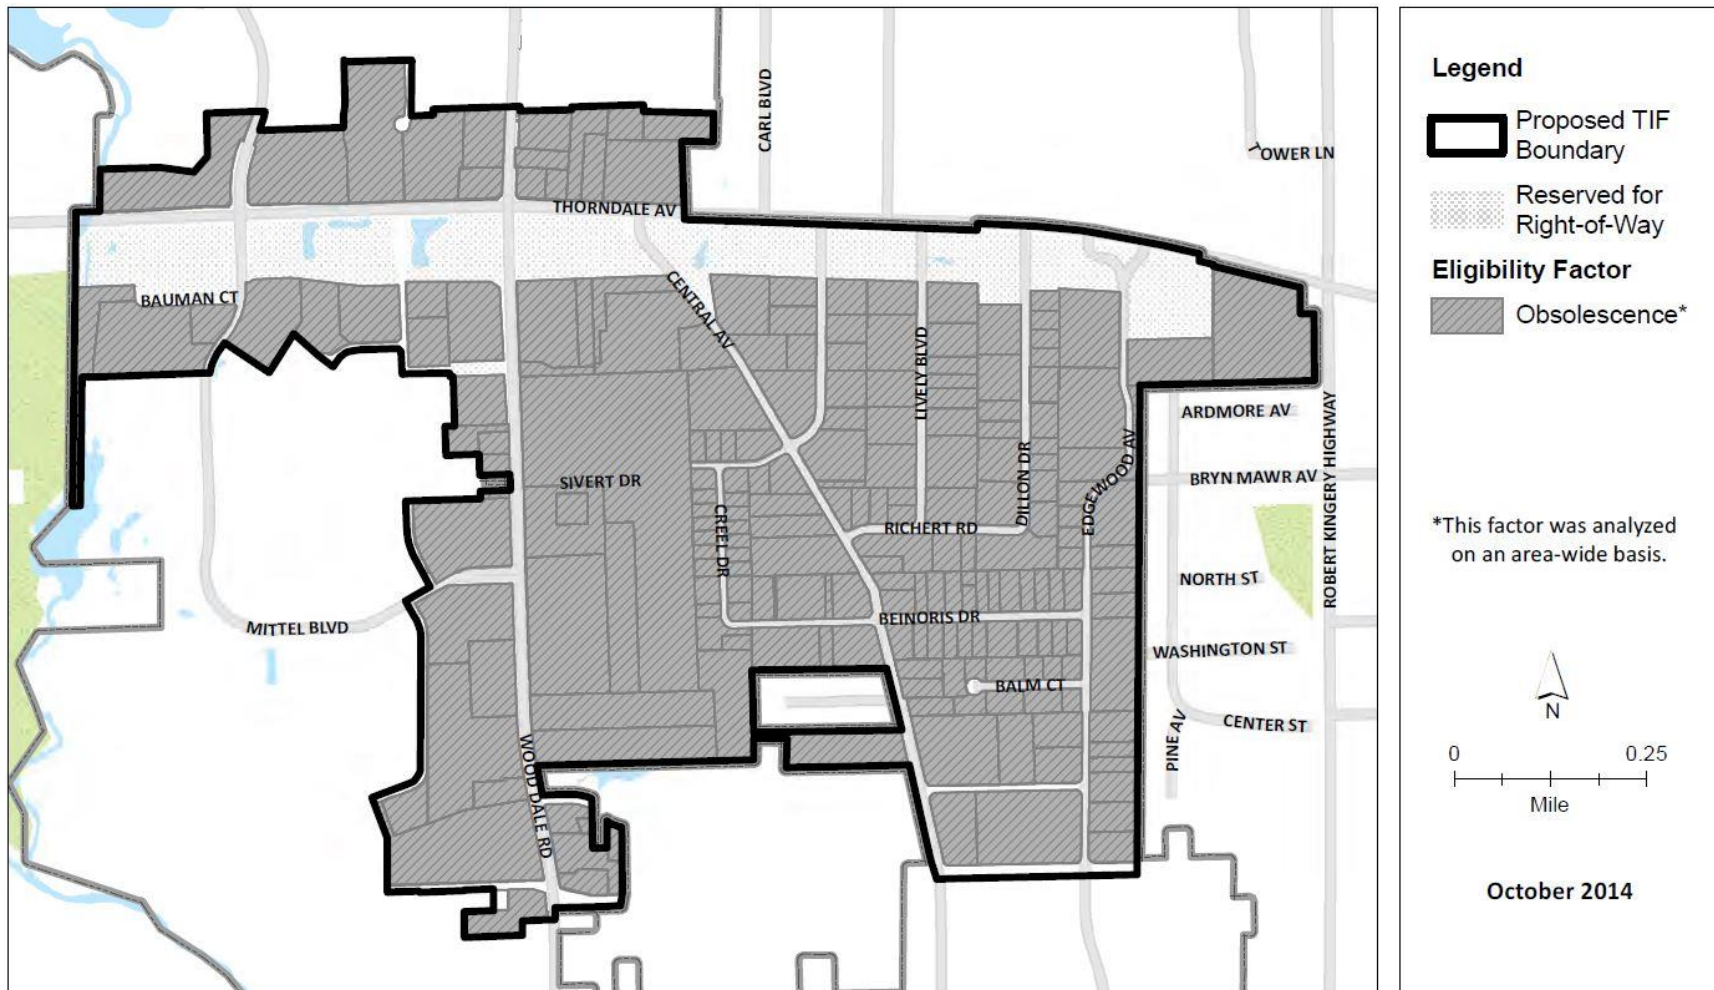 CARL BLVD
TOWER LN
THORNDALE AV
BAUMAN CT
CENTRAL AV
LIVELY BLVD
ARDMORE AV
ROBERT KINGERY HIGHWAY
BRYN MAWR AV
SIVERT DR
EDGEWOOD AV
DILLON DR
CREEL DR
RICHERT RD
NORTH ST
MITTEL BLVD
BEINORIS DR
WASHINGTON ST
BALM CT
PINE AV
CENTER ST
WOOD DALE RD
Legend
Proposed TIF
Boundary
Reserved for
Right-of-Way
Eligibility Factor
Obsolescence*
*This factor was analyzed
on an area-wide basis.
N
0 0.25
Mile
October 2014